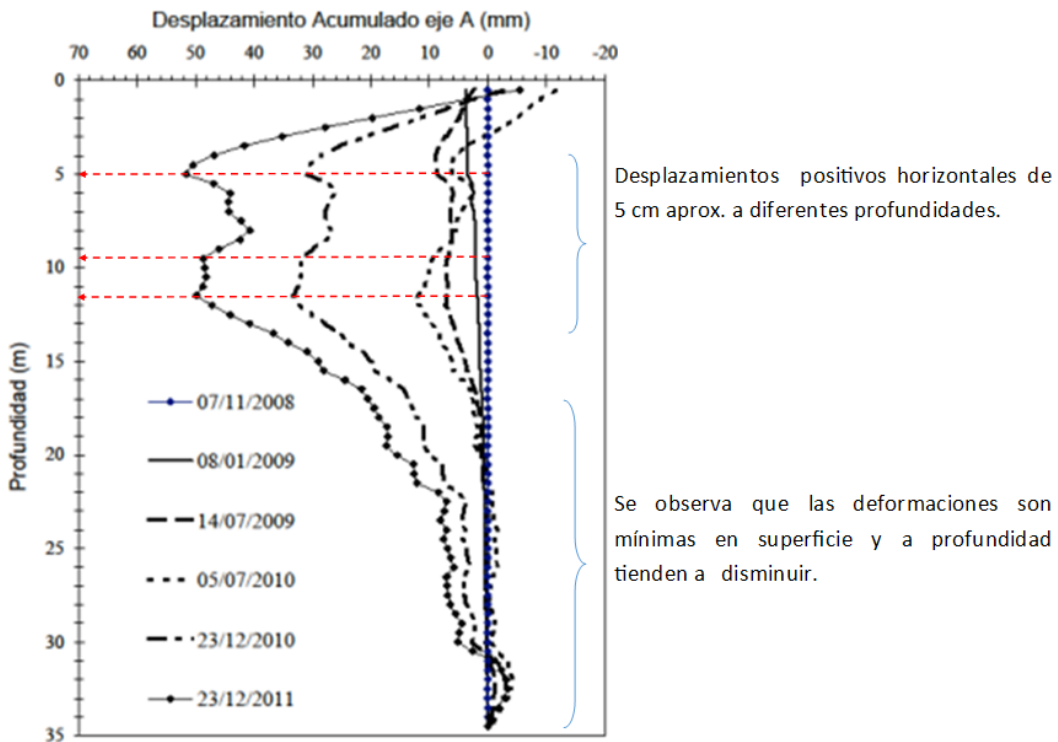 Desplazamiento Acumulado eje A (mm)
70 60 50 40 30 20 10 0 -10 -20
0
5
10
15
20
25
30
35
Profundidad (m)
07/11/2008
08/01/2009
14/07/2009
05/07/2010
23/12/2010
23/12/2011
Desplazamientos positivos horizontales de
5 cm aprox. a diferentes profundidades.
Se observa que las deformaciones son
mínimas en superficie y a profundidad
tienden a disminuir.